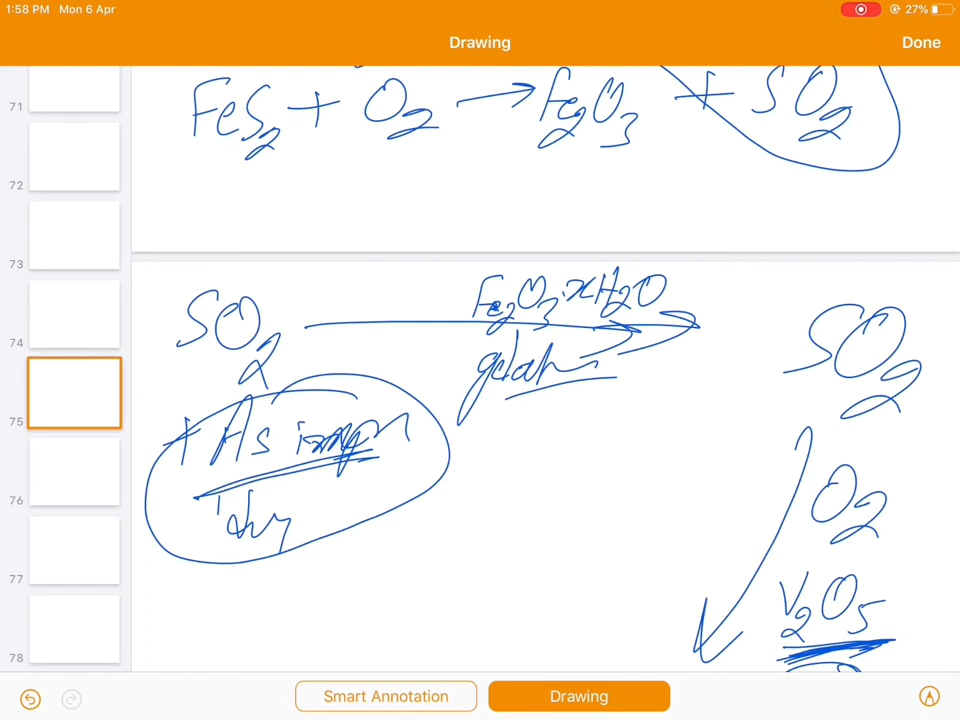 1:58 PM Mon 6 Apr
27%
Drawing
Done
71
72
73
74
75
76
77
78
FeS2 + O2 → Fe2O3 + SO2
Fe2O3.xH2O
SO2
SO2
+ As
O2
V2O5
Smart Annotation
Drawing